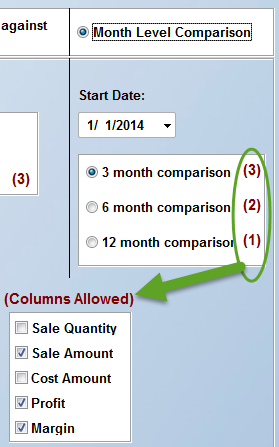 against
Month Level Comparison
Start Date:
1/ 1/2014
(3)
3 month comparison (3)
6 month comparison (2)
12 month comparison (1)
(Columns Allowed)
Sale Quantity
Sale Amount
Cost Amount
Profit
Margin